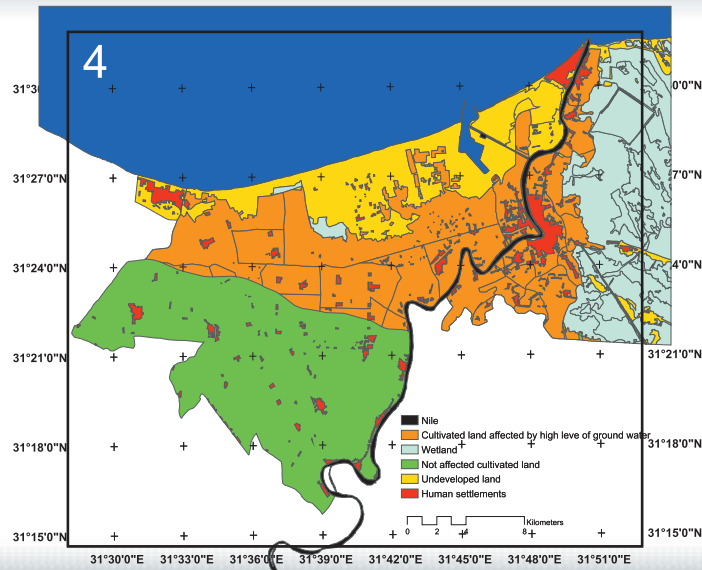 4
31°30
0'0"N
31°27'0"N
7'0"N
31°24'0"N
4'0"N
31°21'0"N
31°21'0"N
Nile
Cultivated land affected by high leve of ground water
31°18'0"N
31°18'0"N
Wetland
Not affected cultivated land
Undeveloped land
Human settlements
Kilometers
0 2 4 8
31°15'0"N
31°15'0"N
31°30'0"E 31°33'0"E 31°36'0"E 31°39'0"E 31°42'0"E 31°45'0"E 31°48'0"E 31°51'0"E